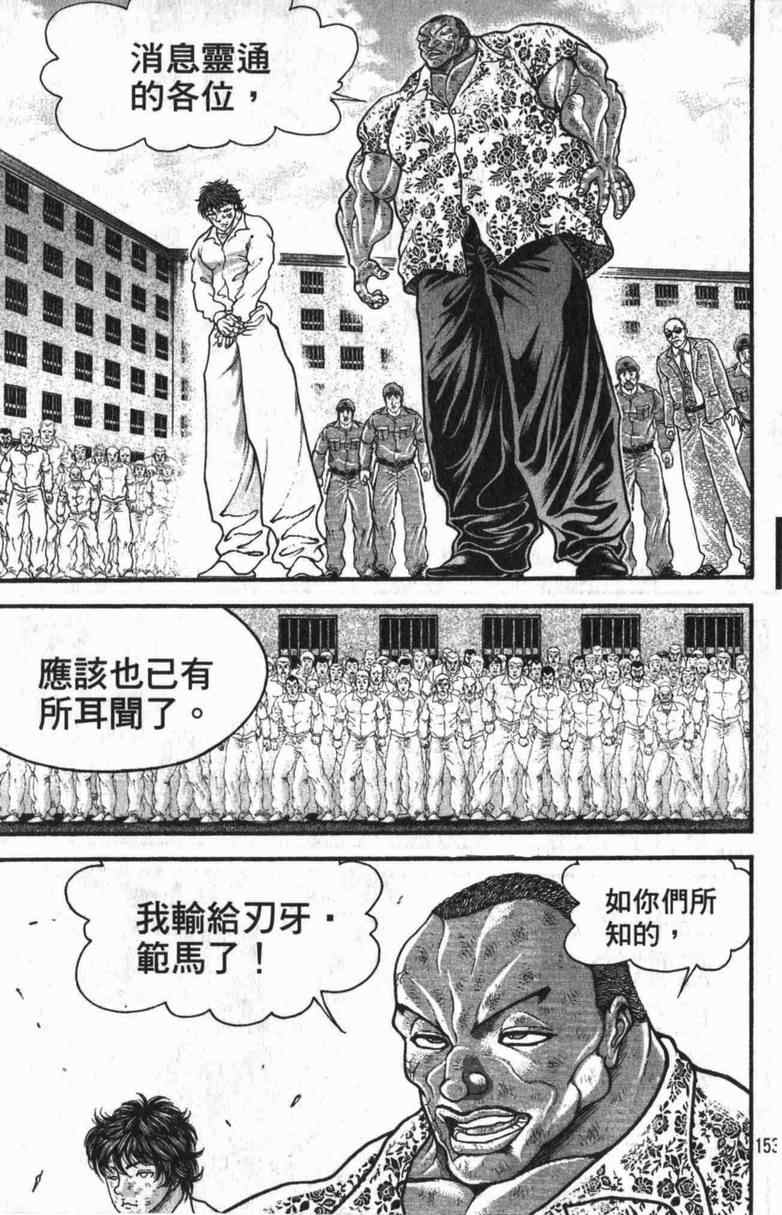 消息靈通
的各位，
應該也已有
所耳聞了。
如你們所
知的，
我輸給刃牙·
範馬了！
153